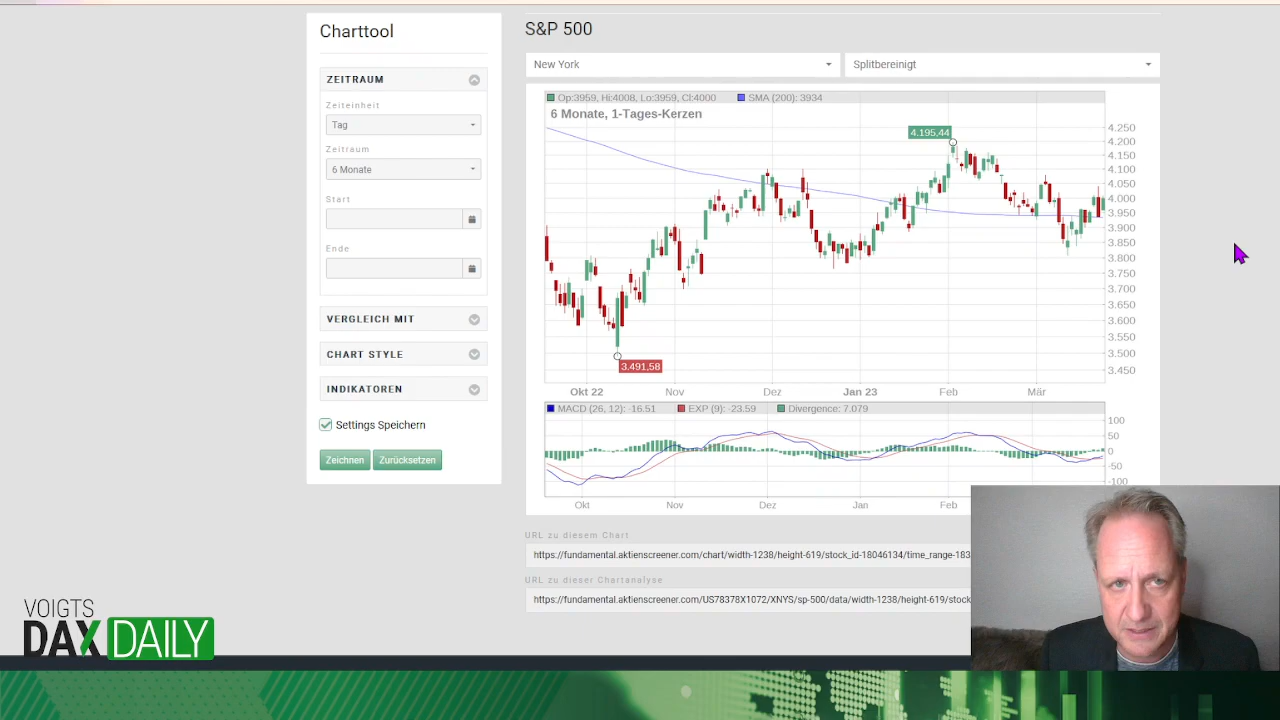 Charttool
ZEITRAUM
Zeiteinheit
Tag
Zeitraum
6 Monate
Start
Ende
VERGLEICH MIT
CHART STYLE
INDIKATOREN
Settings Speichern
Zeichnen Zurücksetzen
S&P 500
New York Splitbereinigt
Op:3959, Hi:4008, Lo:3959, Cl:4000 SMA (200): 3934
6 Monate, 1-Tages-Kerzen
4.195,44
3.491,58
4.250
4.200
4.150
4.100
4.050
4.000
3.950
3.900
3.850
3.800
3.750
3.700
3.650
3.600
3.550
3.500
3.450
Okt 22 Nov Dez Jan 23 Feb Mär
MACD (26, 12): -16.51 EXP (9): -23.59 Divergence: 7.079
100
50
0
-50
-100
Okt Nov Dez Jan Feb
URL zu diesem Chart
https://fundamental.aktienscreener.com/chart/width-1238/height-619/stock_id-18046134/time_range-183
URL zu dieser Chartanalyse
https://fundamental.aktienscreener.com/US78378X1072/XNYS/sp-500/data/width-1238/height-619/stock
VOIGTS
DAX DAILY